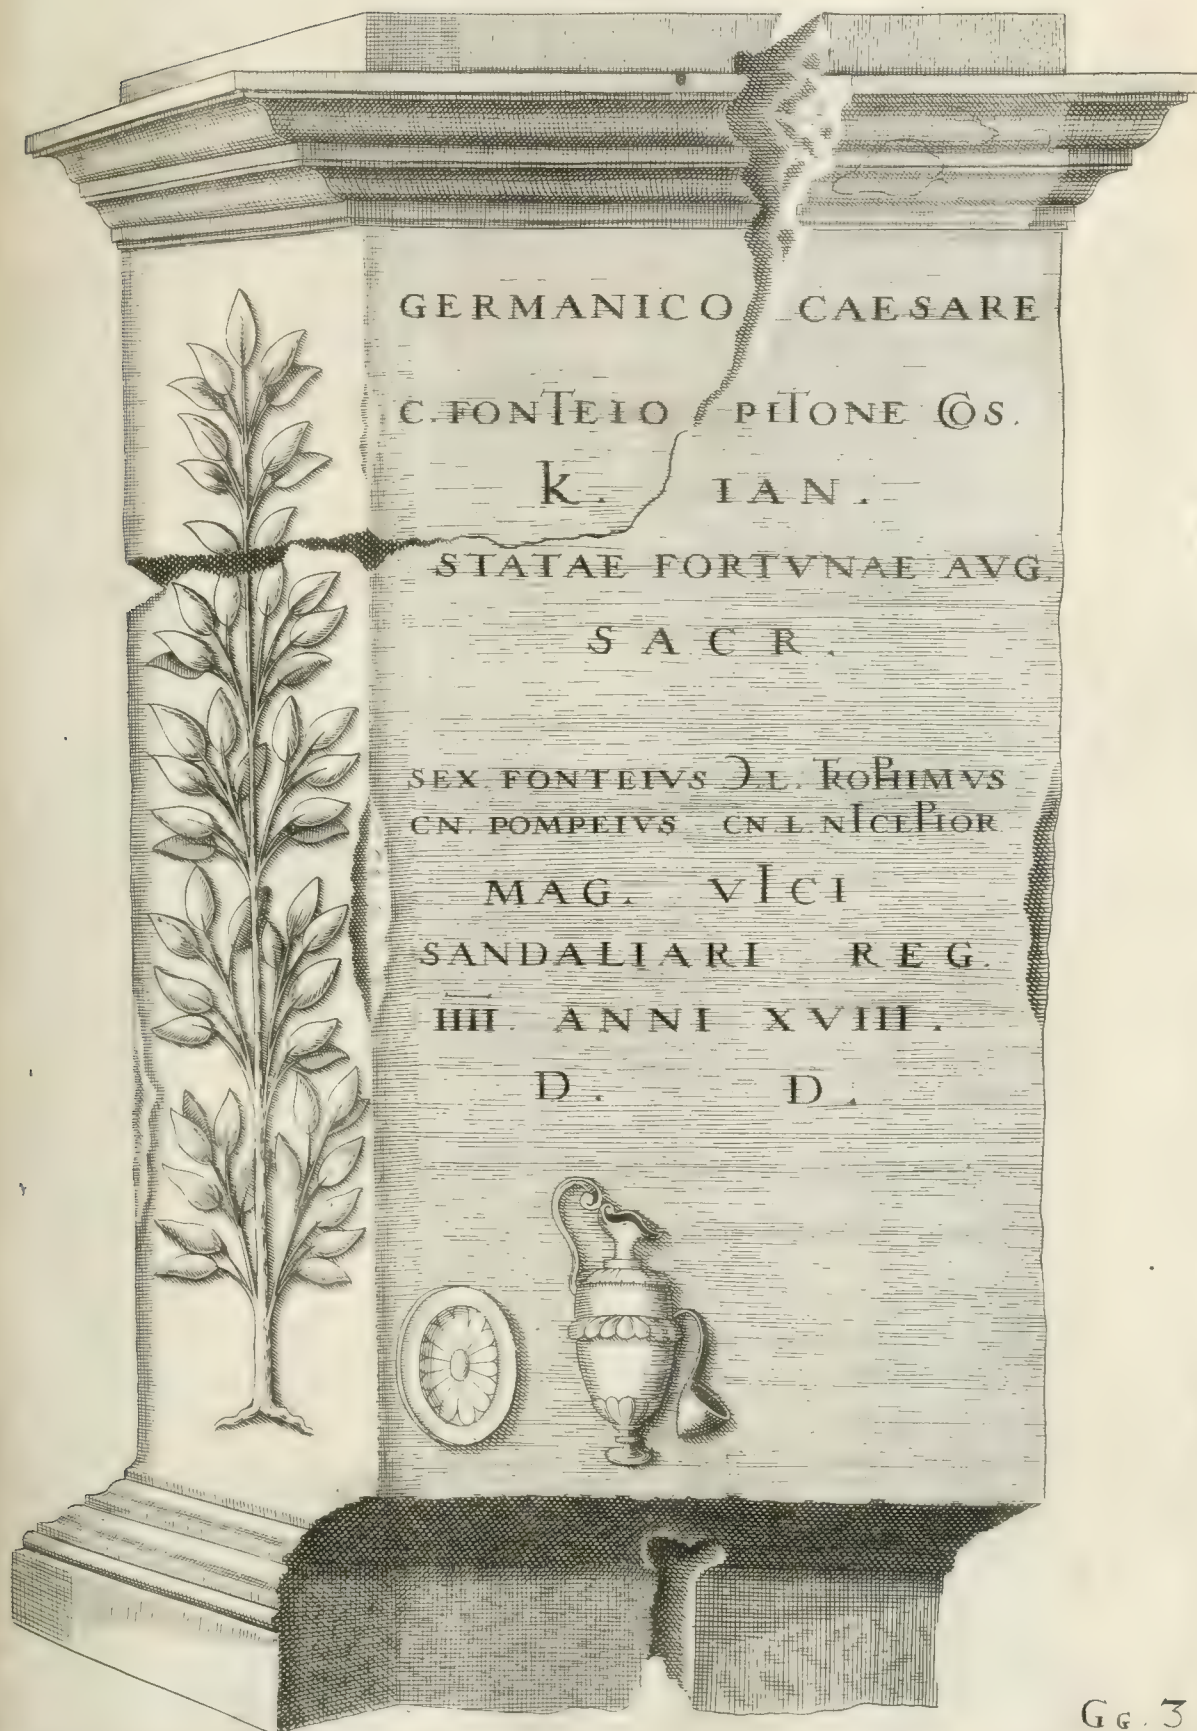 GERMANICO CAESARE
C. FONTEIO PITONE COS.
K. IAN.
STATAE FORTVNAE AVG.
SACR.
SEX. FONTEIVS Ɔ. L. TROPHIMVS
CN. POMPEIVS CN. L. NICEPHOR
MAG. VICI
SANDALIARI REG.
IIII. ANNI XVIII.
D. D.
Gg. 3